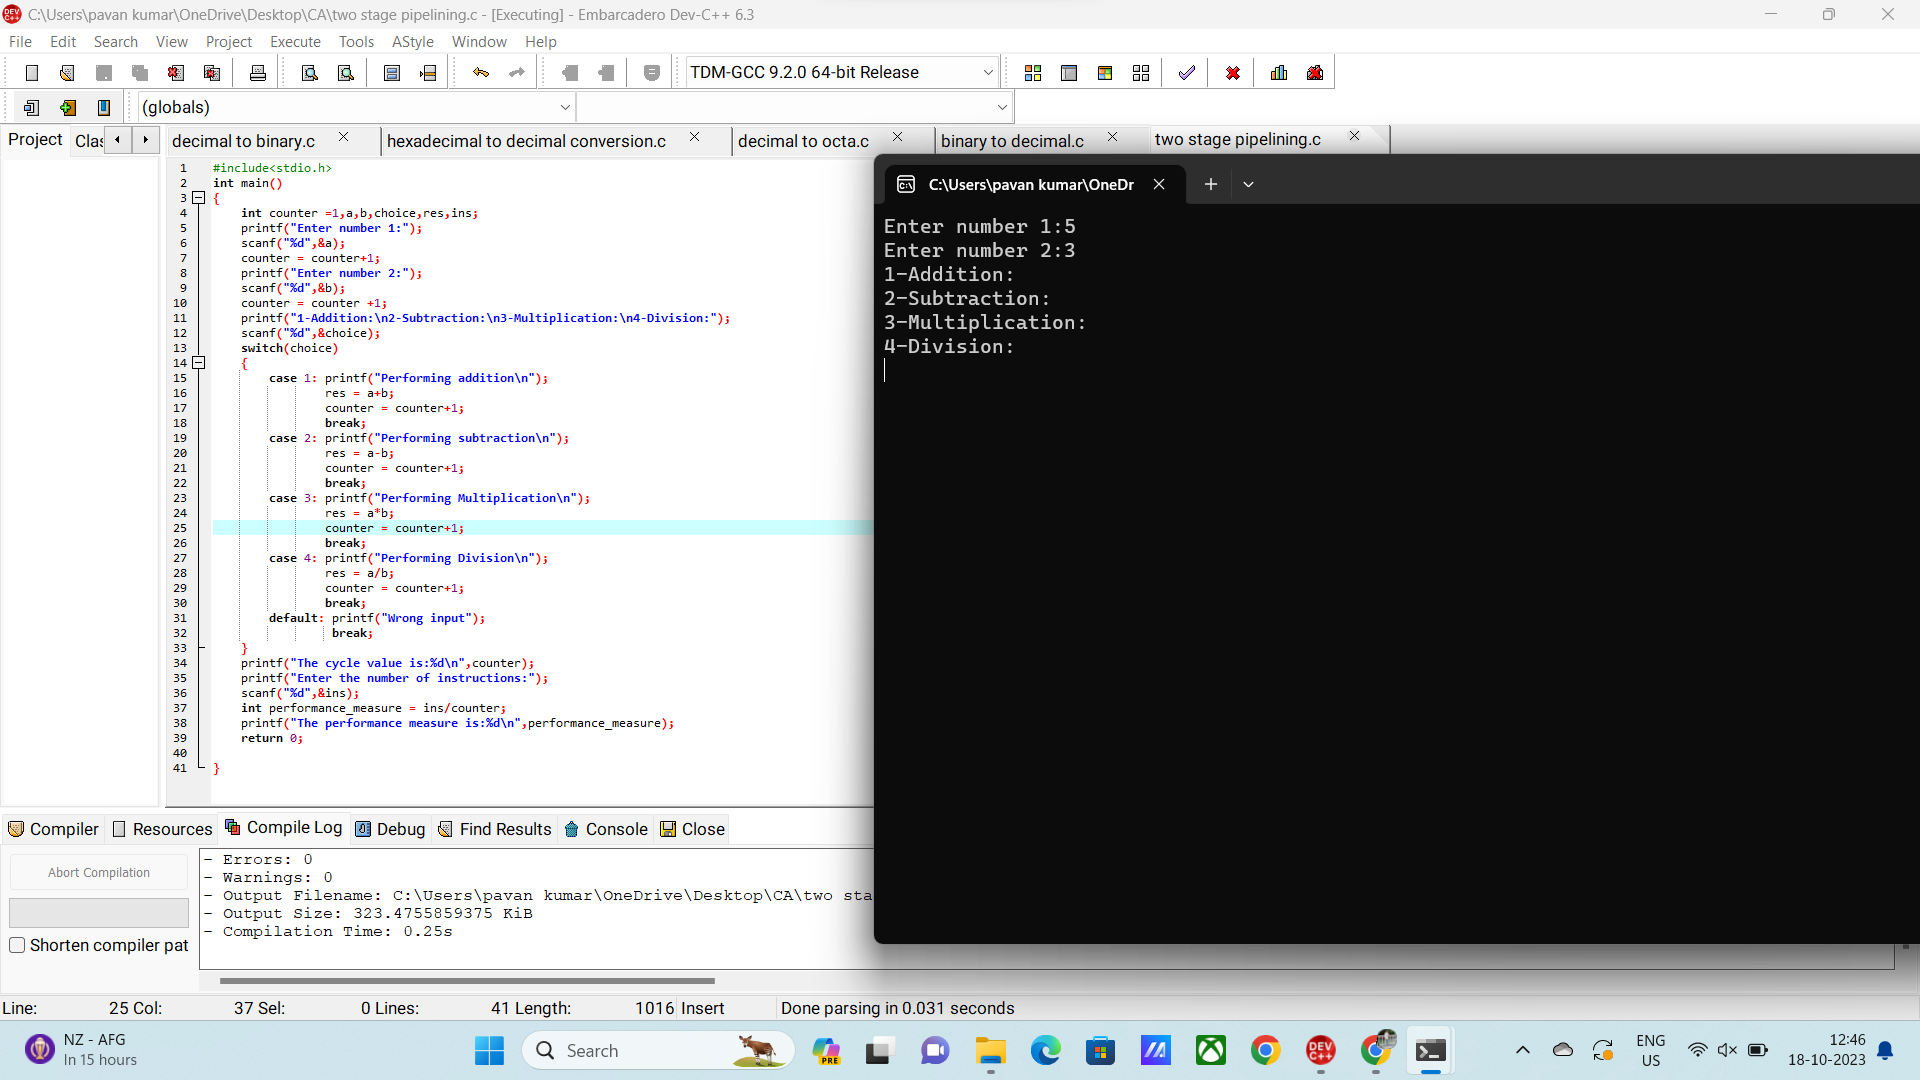 C:\Users\pavan kumar\OneDrive\Desktop\CA\two stage pipelining.c - [Executing] - Embarcadero Dev-C++ 6.3
File Edit Search View Project Execute Tools AStyle Window Help
TDM-GCC 9.2.0 64-bit Release
(globals)
Project Clas decimal to binary.c hexadecimal to decimal conversion.c decimal to octa.c binary to decimal.c two stage pipelining.c
1 #include<stdio.h>
2 int main()
3 {
4 int counter =1,a,b,choice,res,ins;
5 printf("Enter number 1:");
6 scanf("%d",&a);
7 counter = counter+1;
8 printf("Enter number 2:");
9 scanf("%d",&b);
10 counter = counter +1;
11 printf("1-Addition:\n2-Subtraction:\n3-Multiplication:\n4-Division:");
12 scanf("%d",&choice);
13 switch(choice)
14 {
15 case 1: printf("Performing addition\n");
16 res = a+b;
17 counter = counter+1;
18 break;
19 case 2: printf("Performing subtraction\n");
20 res = a-b;
21 counter = counter+1;
22 break;
23 case 3: printf("Performing Multiplication\n");
24 res = a*b;
25 counter = counter+1;
26 break;
27 case 4: printf("Performing Division\n");
28 res = a/b;
29 counter = counter+1;
30 break;
31 default: printf("Wrong input");
32 break;
33 }
34 printf("The cycle value is:%d\n",counter);
35 printf("Enter the number of instructions:");
36 scanf("%d",&ins);
37 int performance_measure = ins/counter;
38 printf("The performance measure is:%d\n",performance_measure);
39 return 0;
40
41 }
C:\Users\pavan kumar\OneDr
Enter number 1:5
Enter number 2:3
1-Addition:
2-Subtraction:
3-Multiplication:
4-Division:
Compiler Resources Compile Log Debug Find Results Console Close
Abort Compilation
Shorten compiler pat
- Errors: 0
- Warnings: 0
- Output Filename: C:\Users\pavan kumar\OneDrive\Desktop\CA\two sta
- Output Size: 323.4755859375 KiB
- Compilation Time: 0.25s
Line: 25 Col: 37 Sel: 0 Lines: 41 Length: 1016 Insert Done parsing in 0.031 seconds
NZ - AFG
In 15 hours
Search
PRE
DEV C++
ENG
US
12:46
18-10-2023